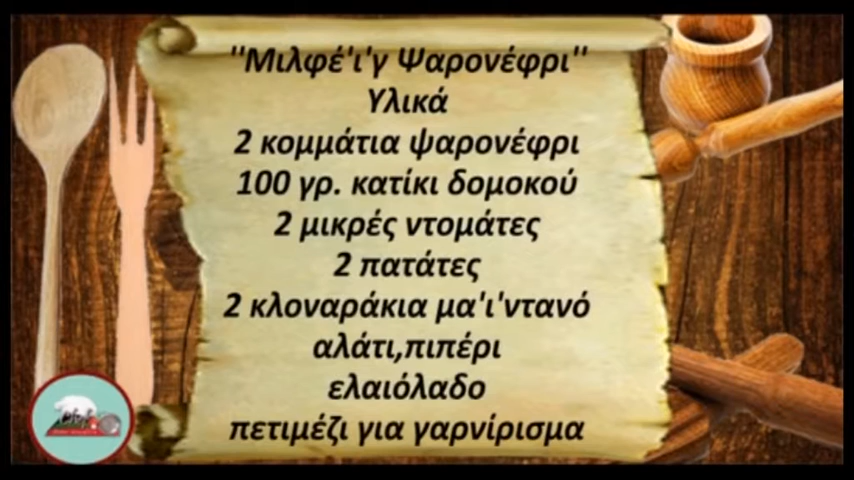 "Μιλφέ'ι'γ Ψαρονέφρι"
Υλικά
2 κομμάτια ψαρονέφρι
100 γρ. κατίκι δομοκού
2 μικρές ντομάτες
2 πατάτες
2 κλοναράκια μα'ι'ντανό
αλάτι,πιπέρι
ελαιόλαδο
πετιμέζι για γαρνίρισμα